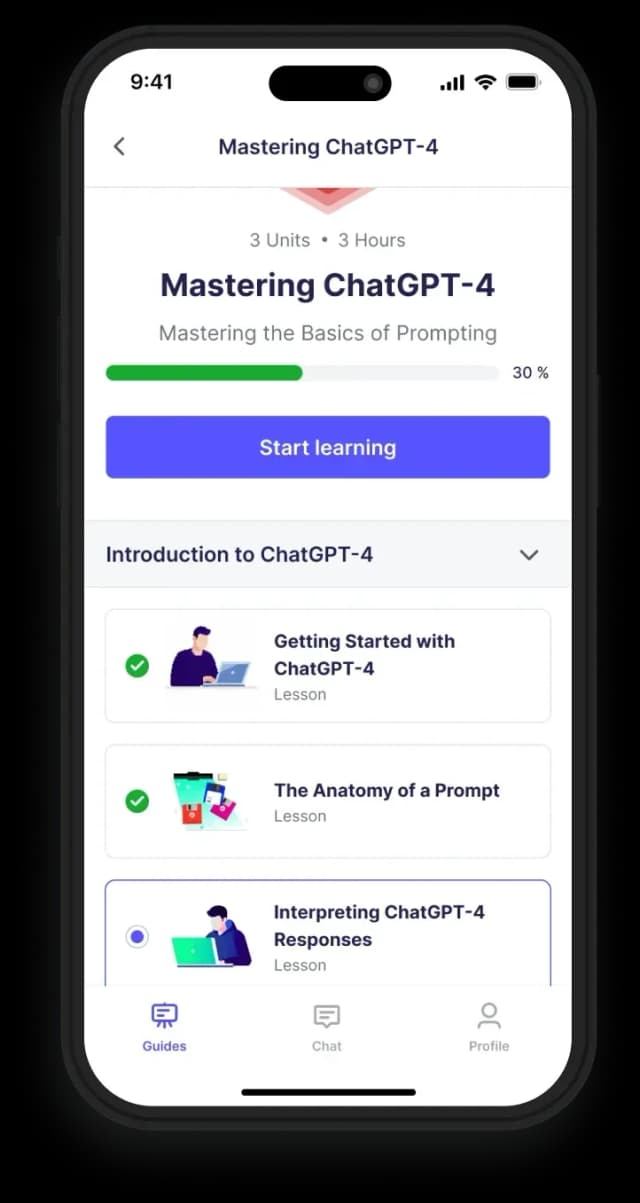 9:41
Mastering ChatGPT-4
3 Units • 3 Hours
Mastering ChatGPT-4
Mastering the Basics of Prompting
30 %
Start learning
Introduction to ChatGPT-4
Getting Started with
ChatGPT-4
Lesson
The Anatomy of a Prompt
Lesson
Interpreting ChatGPT-4
Responses
Lesson
Guides
Chat
Profile